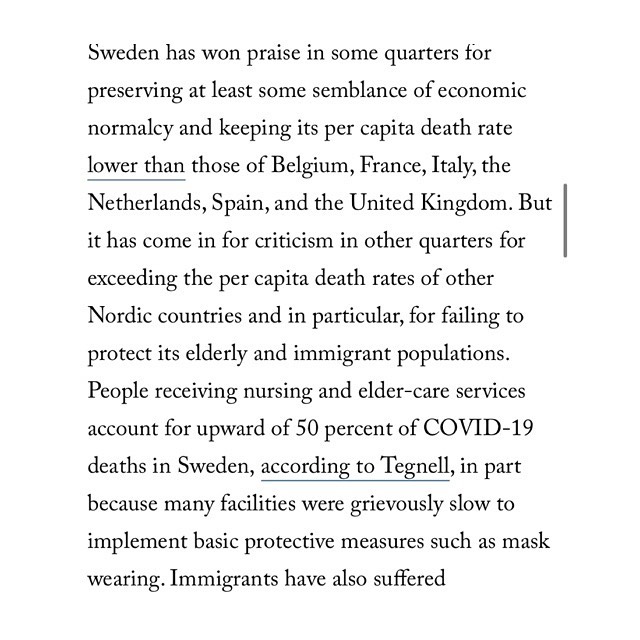 Sweden has won praise in some quarters for
preserving at least some semblance of economic
normalcy and keeping its per capita death rate
lower than those of Belgium, France, Italy, the
Netherlands, Spain, and the United Kingdom. But
it has come in for criticism in other quarters for
exceeding the per capita death rates of other
Nordic countries and in particular, for failing to
protect its elderly and immigrant populations.
People receiving nursing and elder-care services
account for upward of 50 percent of COVID-19
deaths in Sweden, according to Tegnell, in part
because many facilities were grievously slow to
implement basic protective measures such as mask
wearing. Immigrants have also suffered